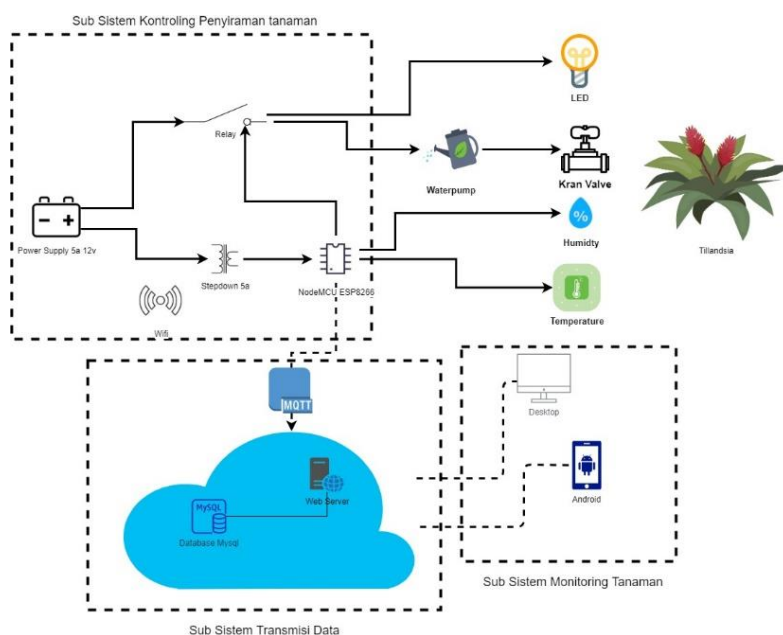 Sub Sistem Kontroling Penyiraman tanaman
LED
Relay
Waterpump
Kran Valve
Tillandsia
Power Supply 5a 12v
Stepdown 5a
NodeMCU ESP8266
Humidty
%
Wifi
Temperature
MQTT
Desktop
Web Server
MySQL
Database Mysql
Android
Sub Sistem Monitoring Tanaman
Sub Sistem Transmisi Data